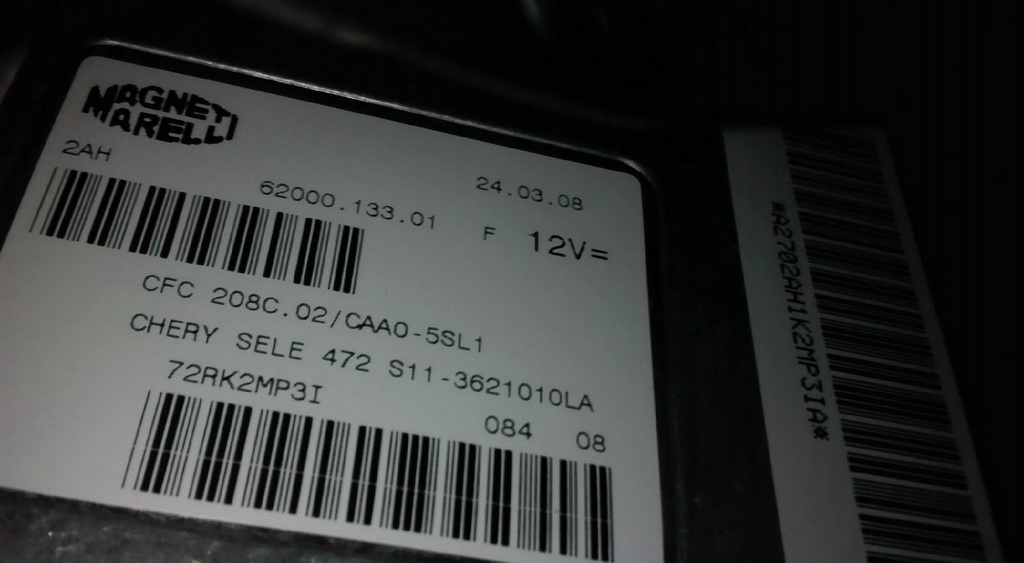 MAGNETI
MARELLI
2AH
24.03.08
62000.133.01
F 12V=
CFC 208C.02/CAA0-5SL1
CHERY SELE 472 S11-3621010LA
72RK2MP3I
084 08
*A2702AH1K2MP3IA*